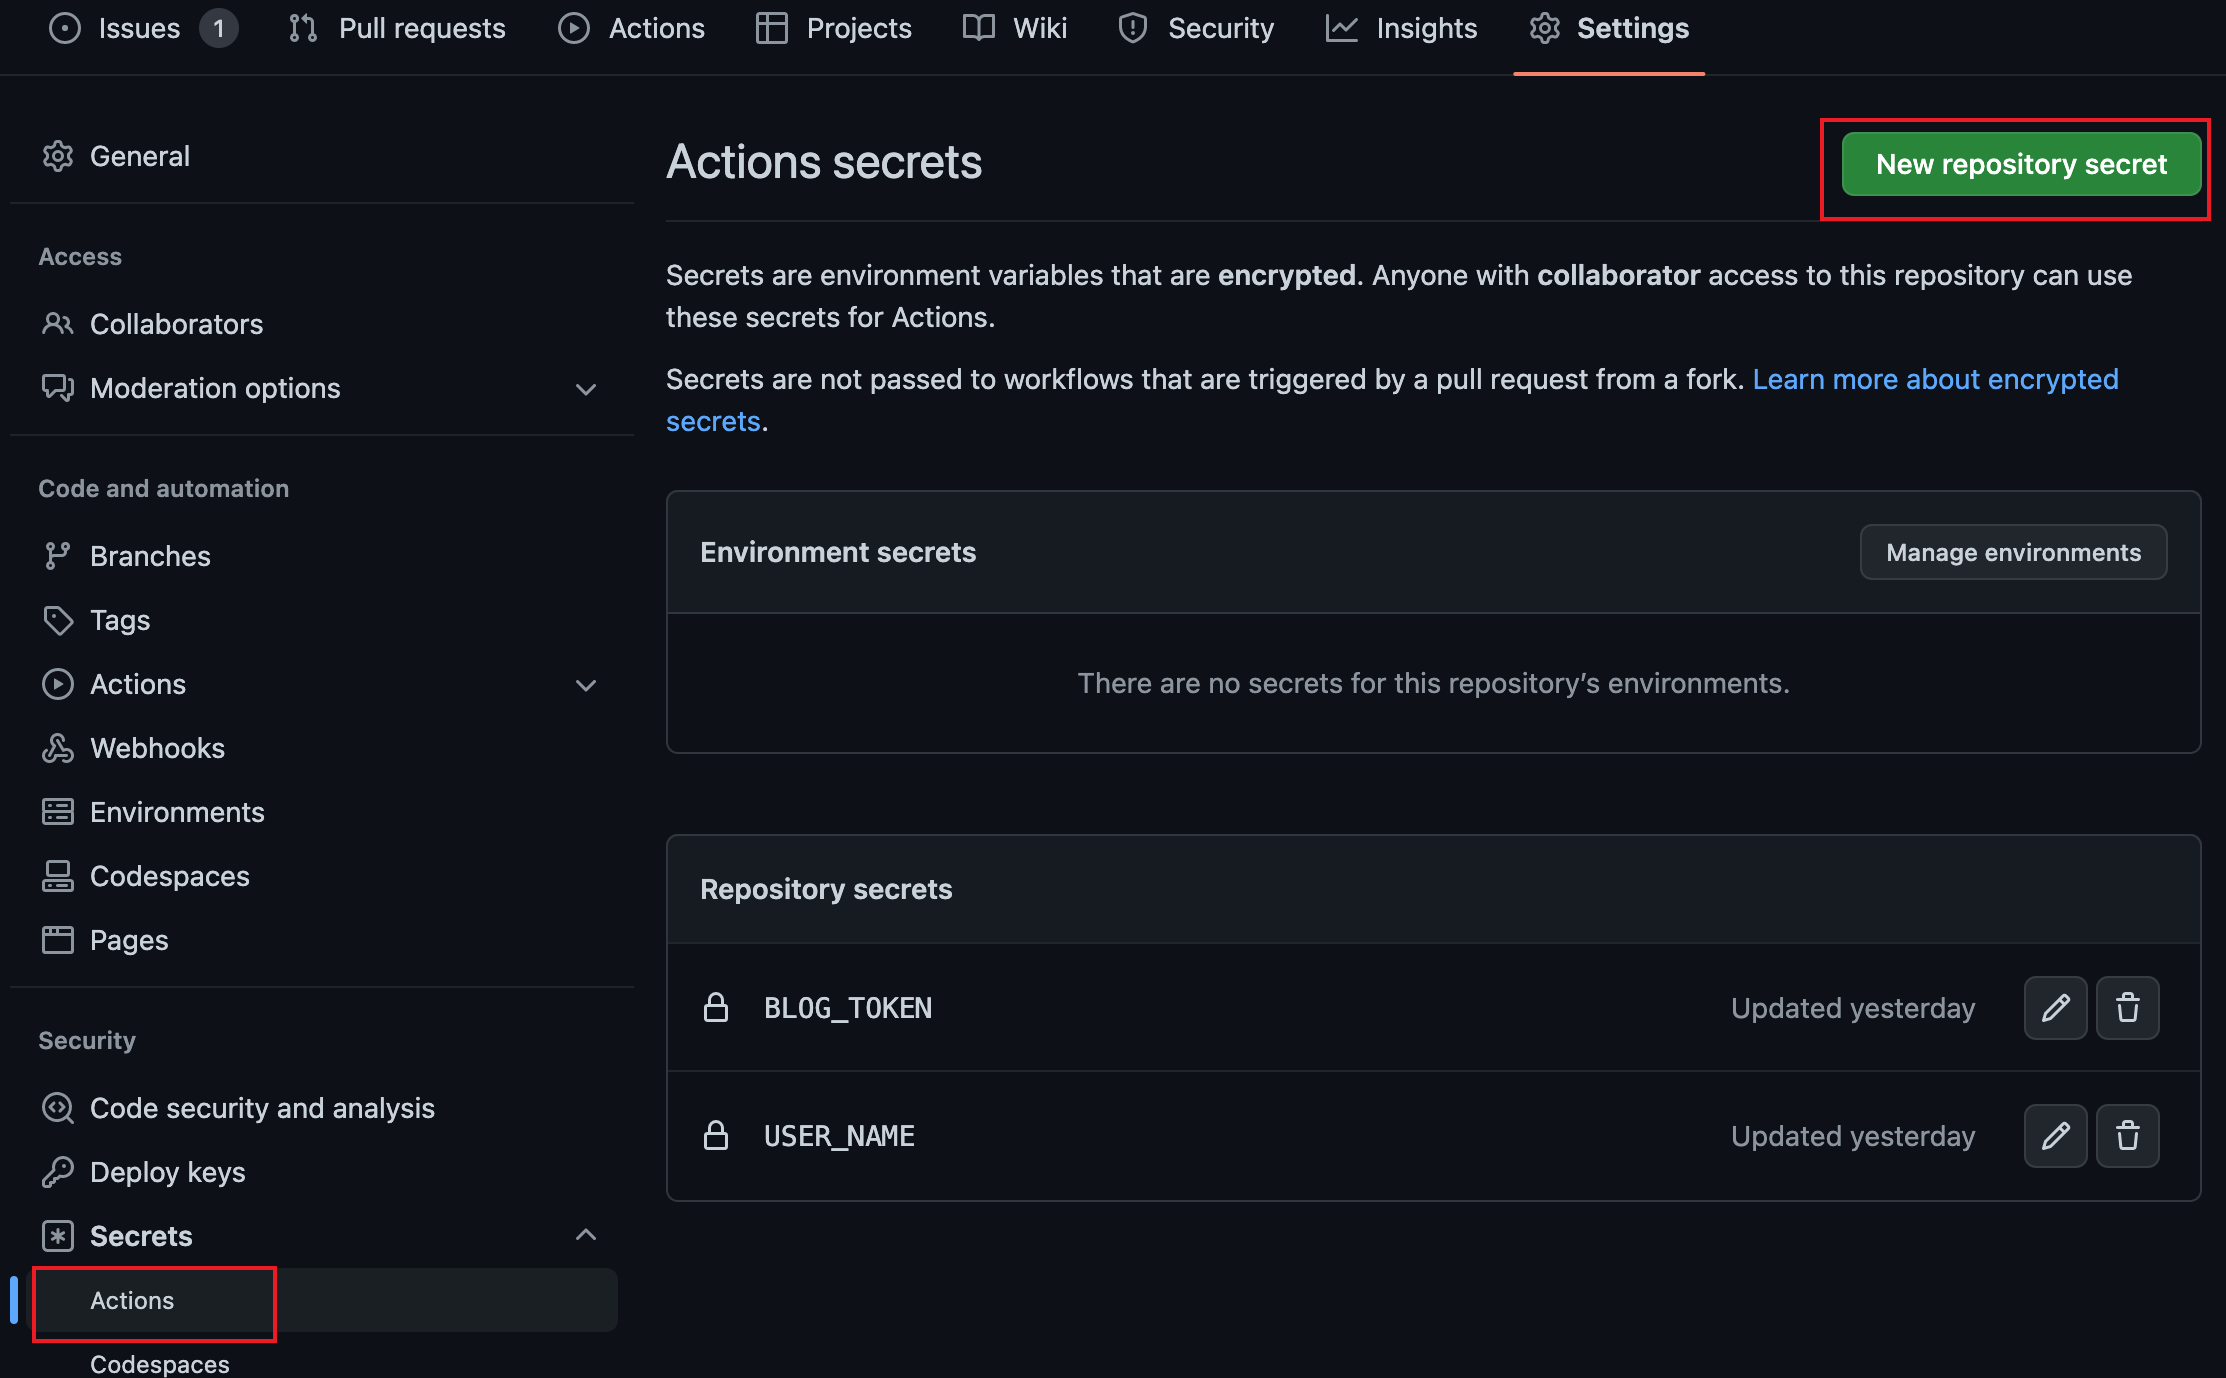 Issues 1 Pull requests Actions Projects Wiki Security Insights Settings
General
Access
Collaborators
Moderation options
Code and automation
Branches
Tags
Actions
Webhooks
Environments
Codespaces
Pages
Security
Code security and analysis
Deploy keys
Secrets
Actions
Codespaces
Actions secrets
New repository secret
Secrets are environment variables that are encrypted. Anyone with collaborator access to this repository can use
these secrets for Actions.
Secrets are not passed to workflows that are triggered by a pull request from a fork. Learn more about encrypted
secrets.
Environment secrets
Manage environments
There are no secrets for this repository’s environments.
Repository secrets
BLOG_TOKEN Updated yesterday
USER_NAME Updated yesterday